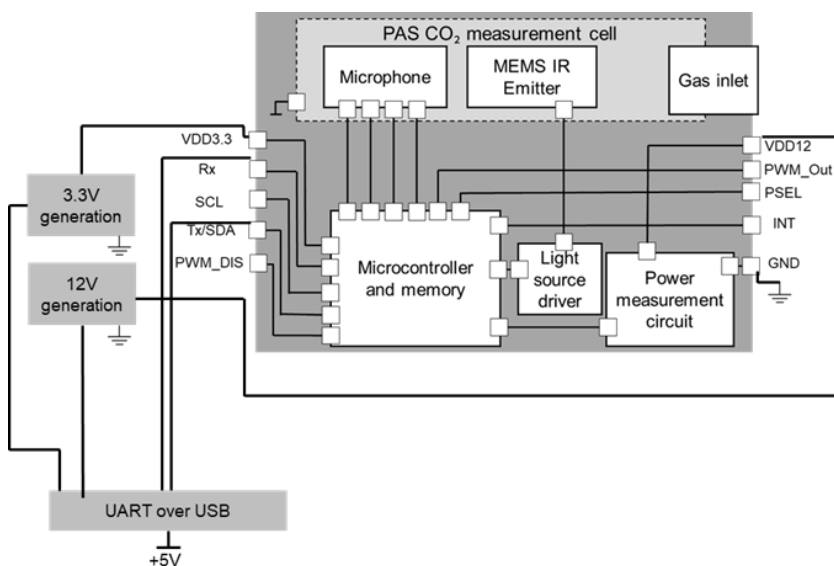 PAS CO₂ measurement cell
Microphone
MEMS IR
Emitter
Gas inlet
VDD3.3
Rx
SCL
Tx/SDA
PWM_DIS
VDD12
PWM_Out
PSEL
INT
GND
3.3V
generation
12V
generation
Microcontroller
and memory
Light
source
driver
Power
measurement
circuit
UART over USB
+5V